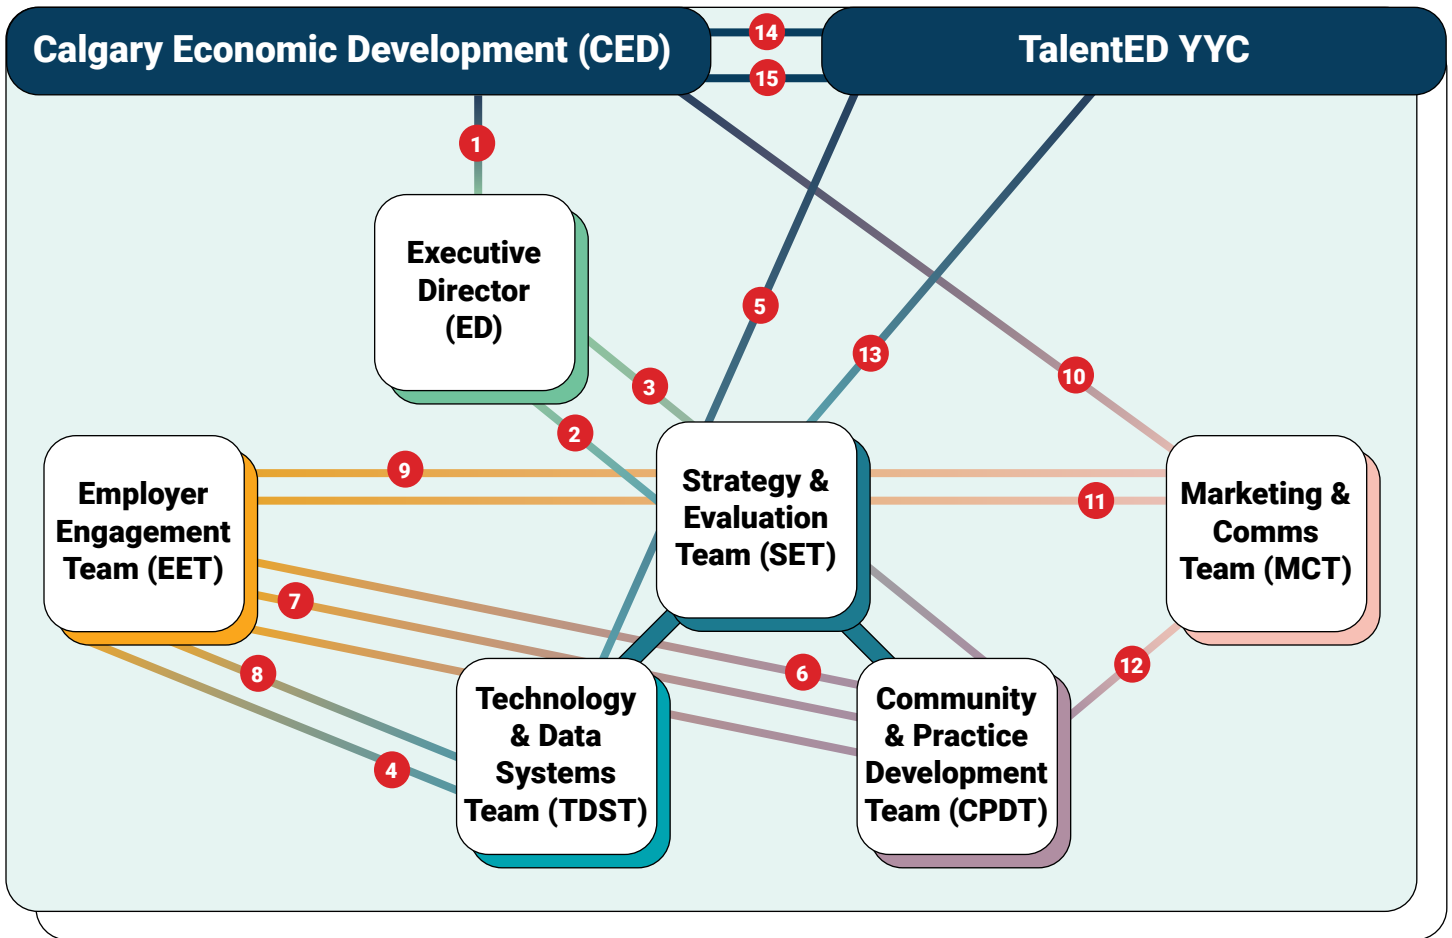 Calgary Economic Development (CED)
14
15
TalentED YYC
1
Executive
Director
(ED)
5
13
10
3
2
9
11
Employer
Engagement
Team (EET)
Strategy &
Evaluation
Team (SET)
Marketing &
Comms
Team (MCT)
7
8
6
12
4
Technology
& Data
Systems
Team (TDST)
Community
& Practice
Development
Team (CPDT)